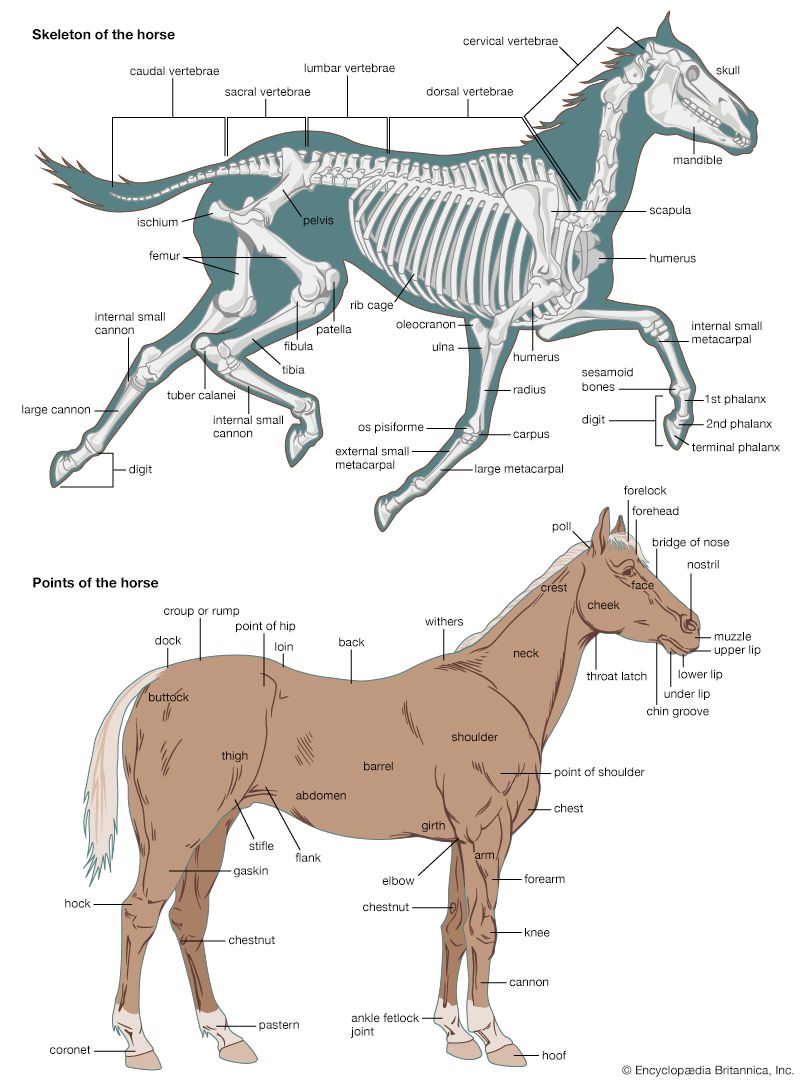 Skeleton of the horse
cervical vertebrae
skull
caudal vertebrae
lumbar vertebrae
sacral vertebrae
dorsal vertebrae
mandible
ischium
pelvis
scapula
femur
humerus
rib cage
internal small
cannon
patella
oleocranon
internal small
metacarpal
fibula
ulna
humerus
tibia
sesamoid
bones
tuber calanei
radius
1st phalanx
large cannon
internal small
cannon
digit
2nd phalanx
os pisiforme
carpus
terminal phalanx
external small
metacarpal
digit
large metacarpal
forelock
forehead
poll
bridge of nose
nostril
Points of the horse
crest
face
cheek
croup or rump
point of hip
withers
muzzle
dock
loin
back
upper lip
neck
throat latch
lower lip
under lip
buttock
chin groove
shoulder
thigh
barrel
point of shoulder
abdomen
chest
girth
stifle
flank
arm
gaskin
elbow
forearm
hock
chestnut
knee
chestnut
cannon
ankle fetlock
joint
pastern
coronet
hoof
© Encyclopædia Britannica, Inc.